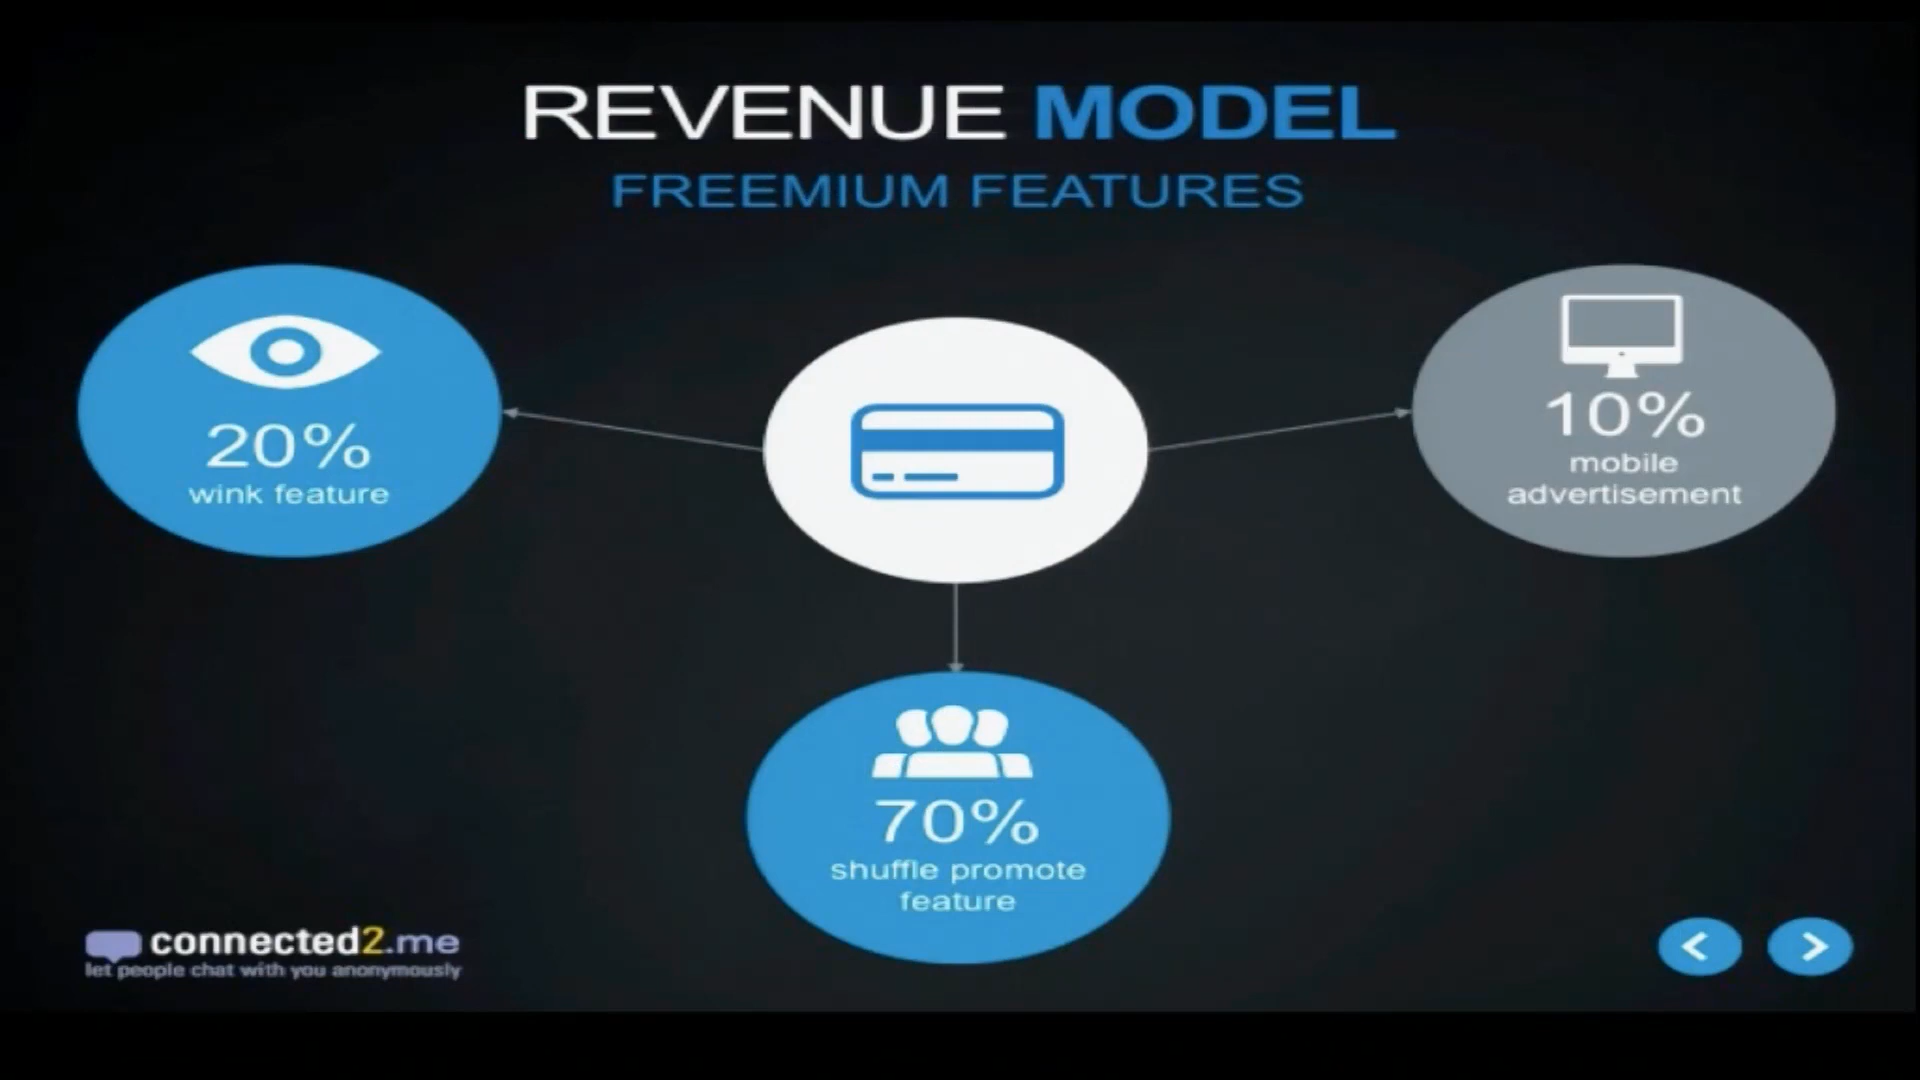 REVENUE MODEL
FREEMIUM FEATURES
20%
wink feature
10%
mobile
advertisement
70%
shuffle promote
feature
connected2.me
let people chat with you anonymously